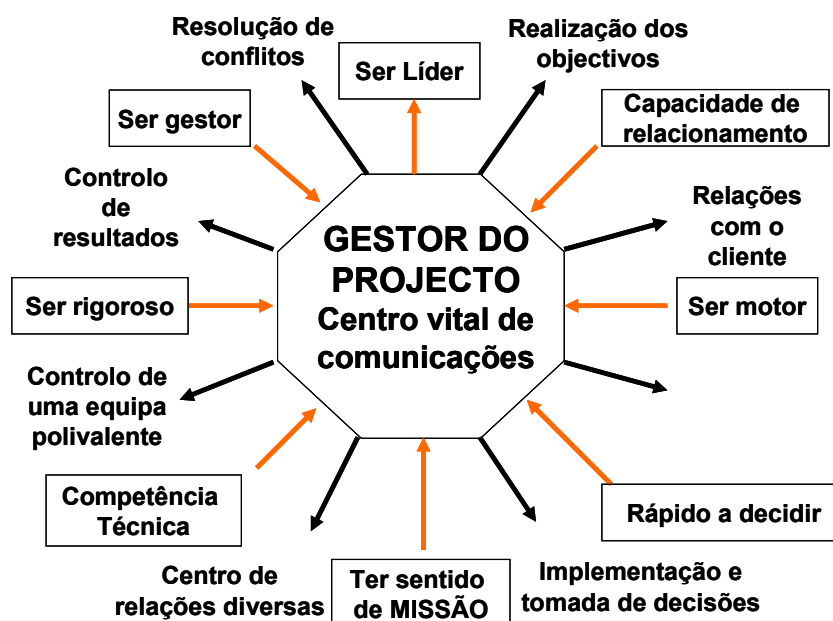 Resolução de
conflitos
Ser Líder
Realização dos
objectivos
Ser gestor
Capacidade de
relacionamento
Controlo
de
resultados
Relações
com o
cliente
GESTOR DO
PROJECTO
Centro vital de
comunicações
Ser rigoroso
Ser motor
Controlo de
uma equipa
polivalente
Competência
Técnica
Rápido a decidir
Centro de
relações diversas
Ter sentido
de MISSÃO
Implementação e
tomada de decisões